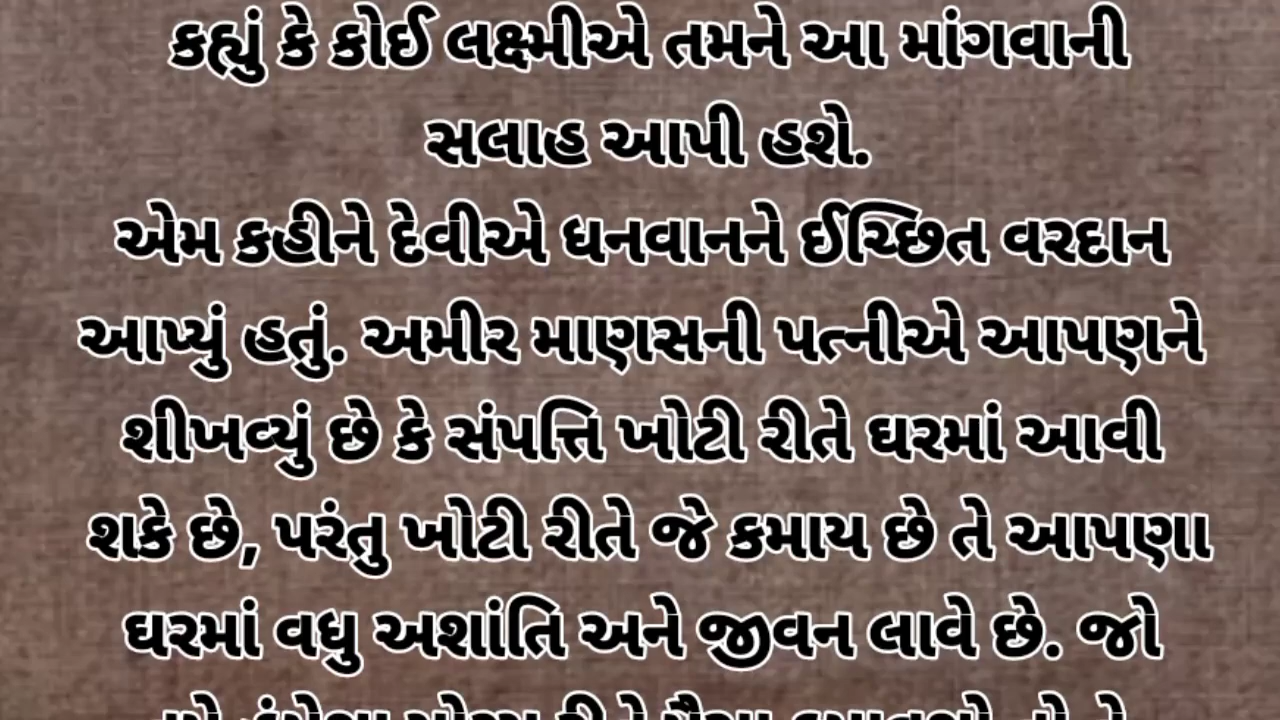 કહ્યું કે કોઈ લક્ષ્મીએ તમને આ માંગવાની
સલાહ આપી હશે.
એમ કહીને દેવીએ ધનવાનને ઈચ્છિત વરદાન
આપ્યું હતું. અમીર માણસની પત્નીએ આપણને
શીખવ્યું છે કે સંપત્તિ ખોટી રીતે ઘરમાં આવી
શકે છે, પરંતુ ખોટી રીતે જે કમાય છે તે આપણા
ઘરમાં વધુ અશાંતિ અને જીવન લાવે છે. જો